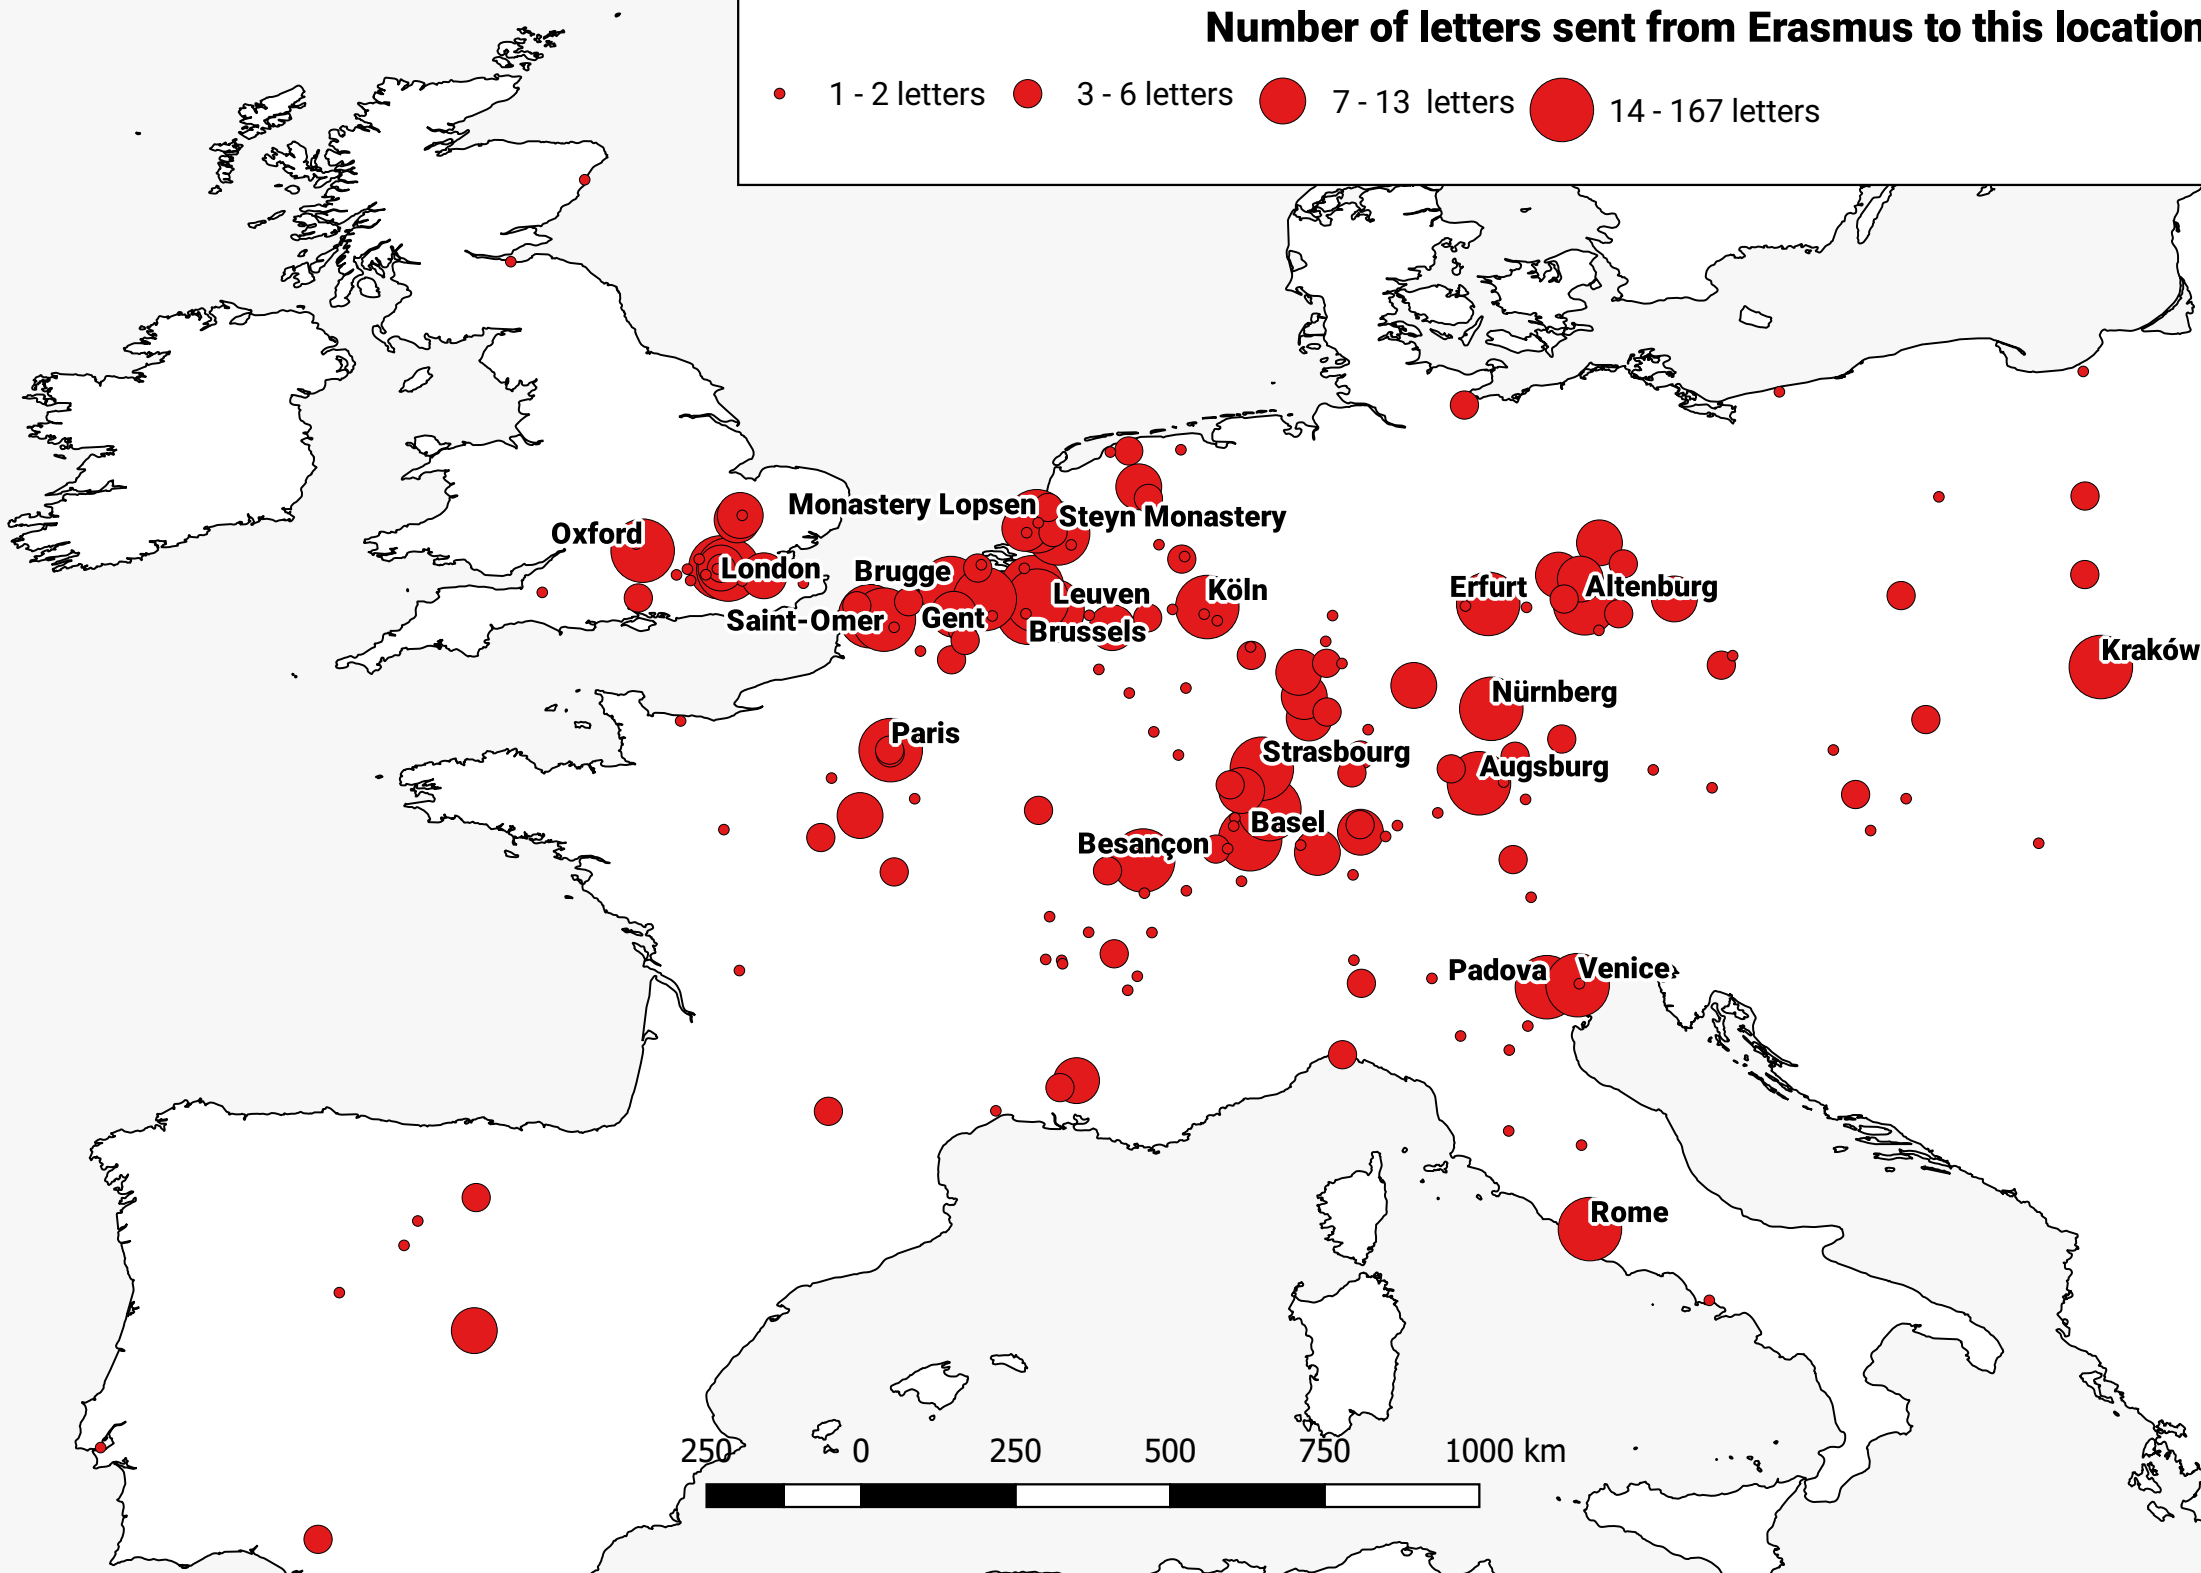 Number of letters sent from Erasmus to this location
1 - 2 letters
3 - 6 letters
7 - 13 letters
14 - 167 letters
Monastery Lopsen
Steyn Monastery
Oxford
London
Brugge
Leuven
Köln
Erfurt
Altenburg
Saint-Omer
Gent
Brussels
Kraków
Nürnberg
Paris
Strasbourg
Augsburg
Basel
Besançon
Padova
Venice
Rome
250 0 250 500 750 1000 km